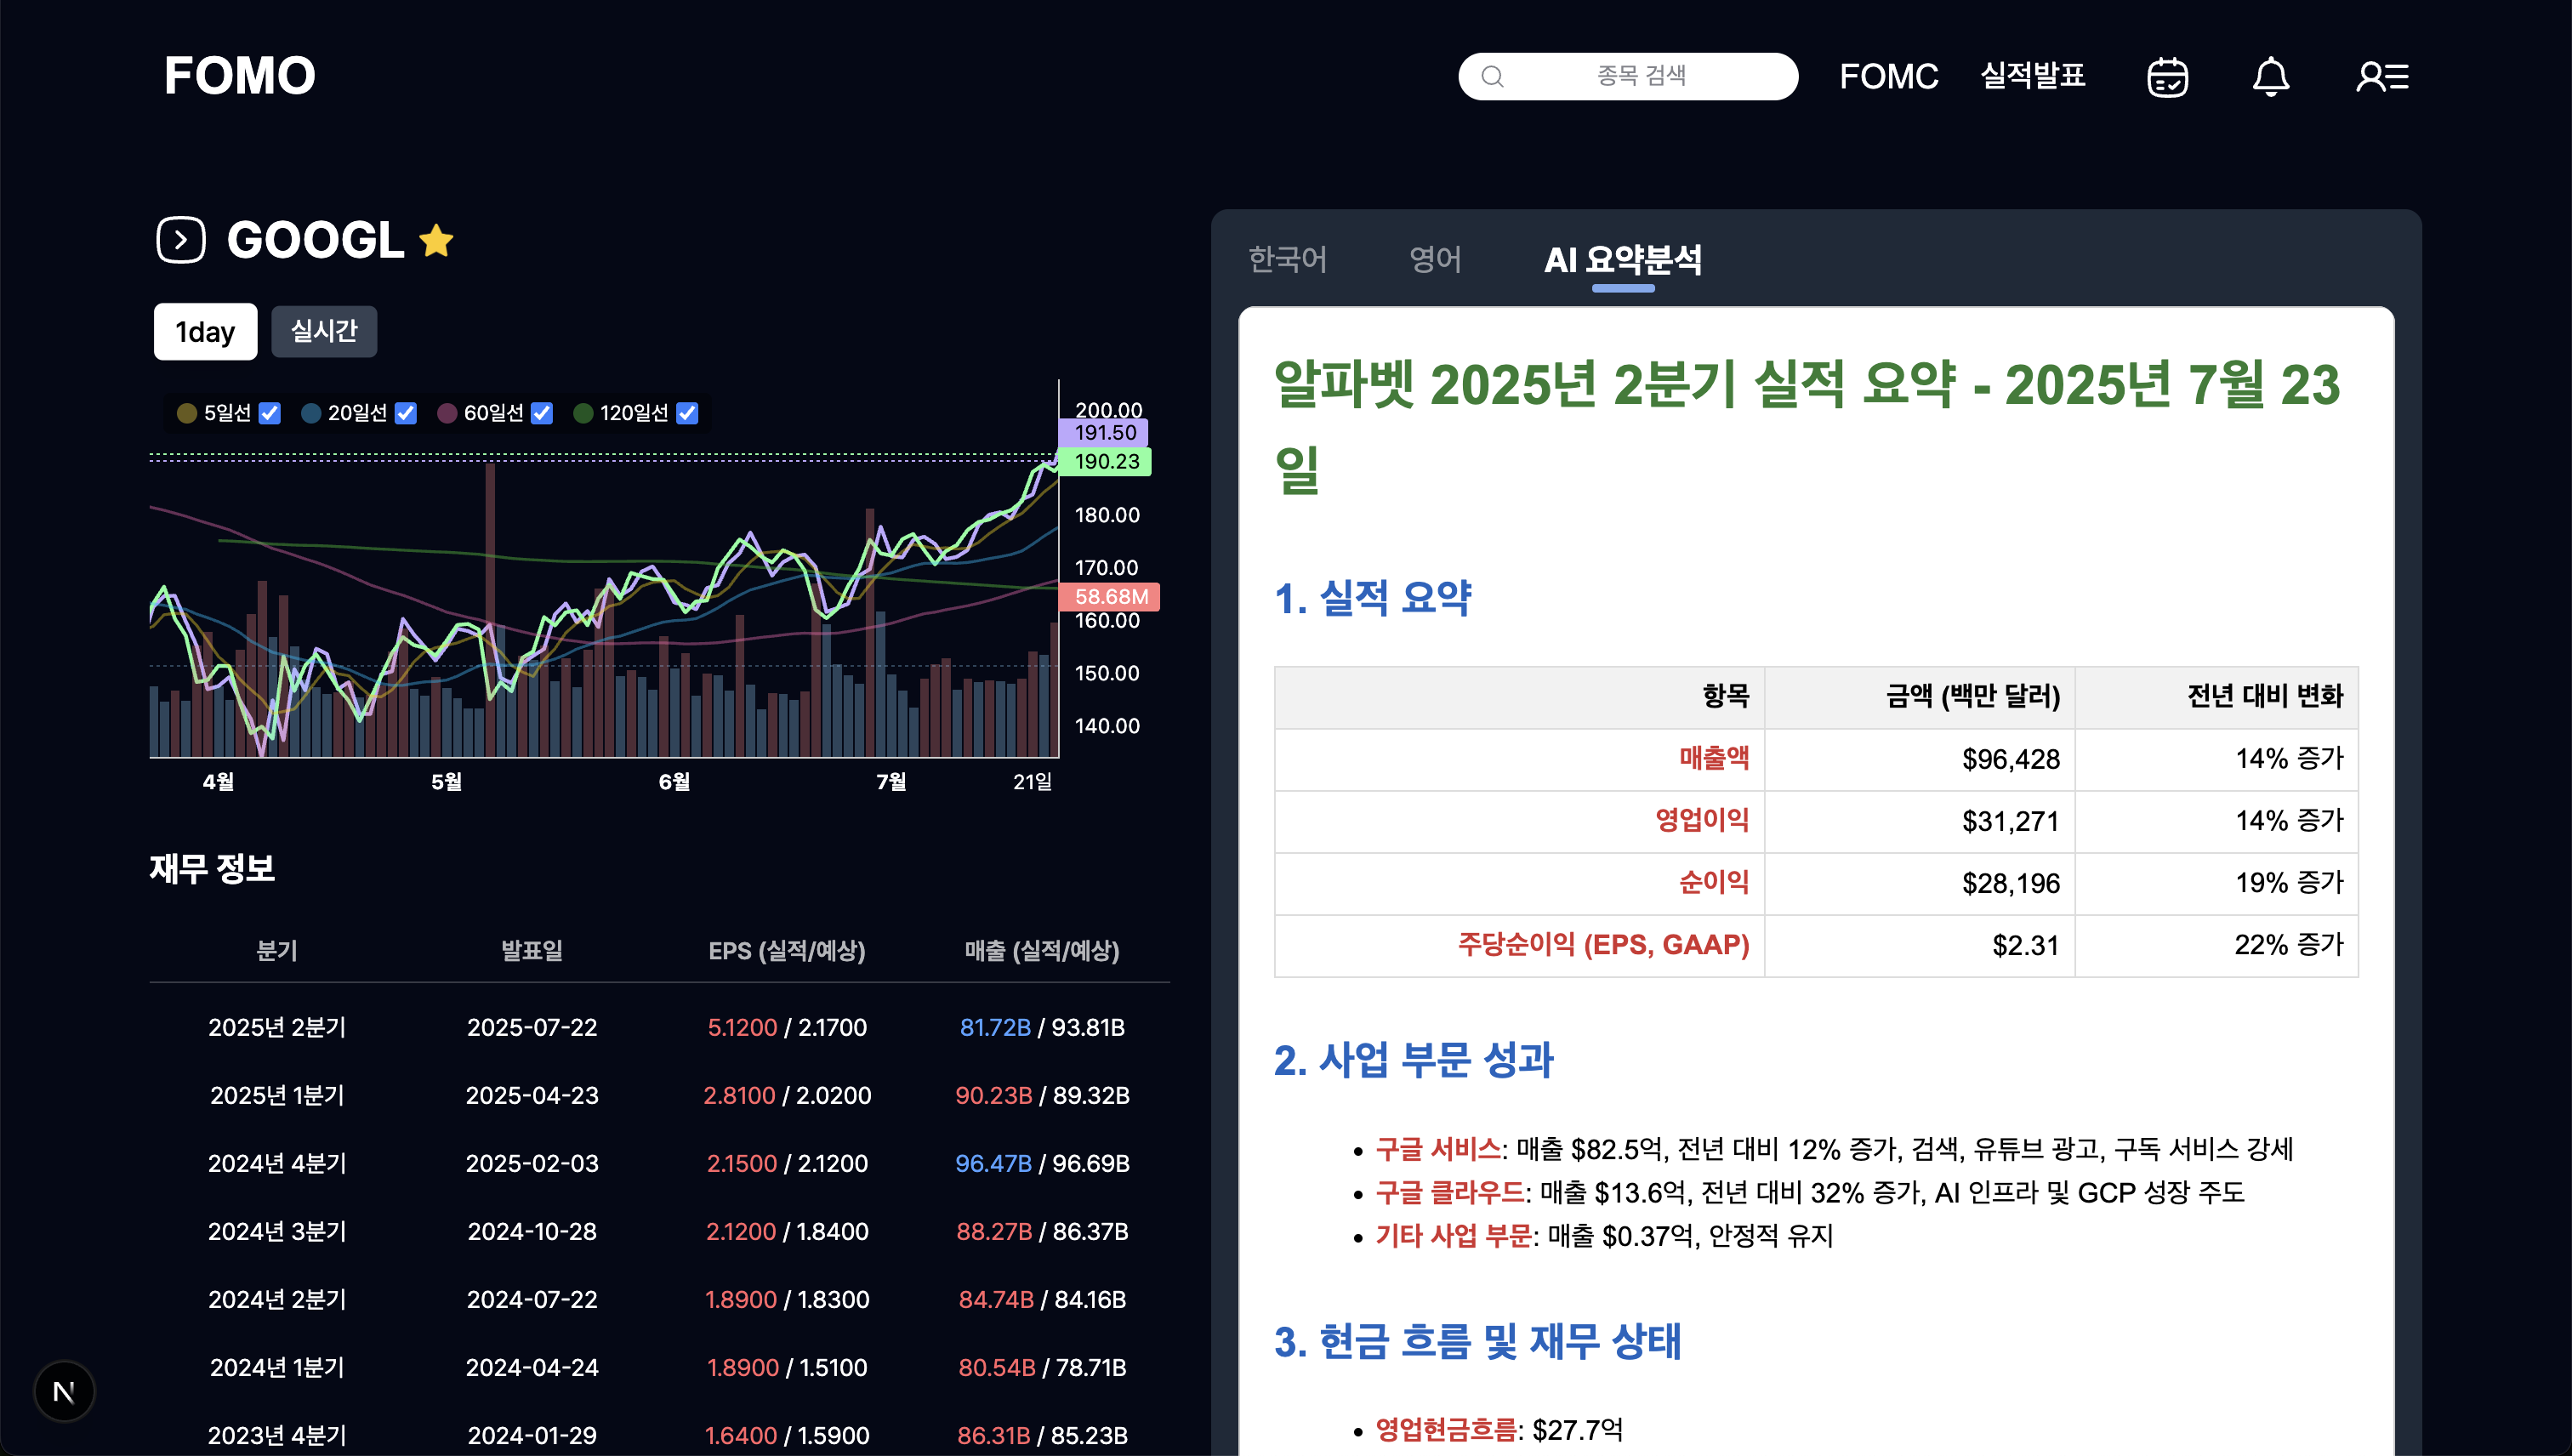 FOMO
종목 검색
FOMC
실적발표
GOOGL
1day
실시간
5일선
20일선
60일선
120일선
200.00
191.50
190.23
180.00
170.00
58.68M
160.00
150.00
140.00
4월
5월
6월
7월
21일
재무 정보
분기 발표일 EPS (실적/예상) 매출 (실적/예상)
2025년 2분기 2025-07-22 5.1200 / 2.1700 81.72B / 93.81B
2025년 1분기 2025-04-23 2.8100 / 2.0200 90.23B / 89.32B
2024년 4분기 2025-02-03 2.1500 / 2.1200 96.47B / 96.69B
2024년 3분기 2024-10-28 2.1200 / 1.8400 88.27B / 86.37B
2024년 2분기 2024-07-22 1.8900 / 1.8300 84.74B / 84.16B
2024년 1분기 2024-04-24 1.8900 / 1.5100 80.54B / 78.71B
2023년 4분기 2024-01-29 1.6400 / 1.5900 86.31B / 85.23B
N
한국어
영어
AI 요약분석
알파벳 2025년 2분기 실적 요약 - 2025년 7월 23
일
1. 실적 요약
항목 금액 (백만 달러) 전년 대비 변화
매출액 $96,428 14% 증가
영업이익 $31,271 14% 증가
순이익 $28,196 19% 증가
주당순이익 (EPS, GAAP) $2.31 22% 증가
2. 사업 부문 성과
• 구글 서비스: 매출 $82.5억, 전년 대비 12% 증가, 검색, 유튜브 광고, 구독 서비스 강세
• 구글 클라우드: 매출 $13.6억, 전년 대비 32% 증가, AI 인프라 및 GCP 성장 주도
• 기타 사업 부문: 매출 $0.37억, 안정적 유지
3. 현금 흐름 및 재무 상태
• 영업현금흐름: $27.7억